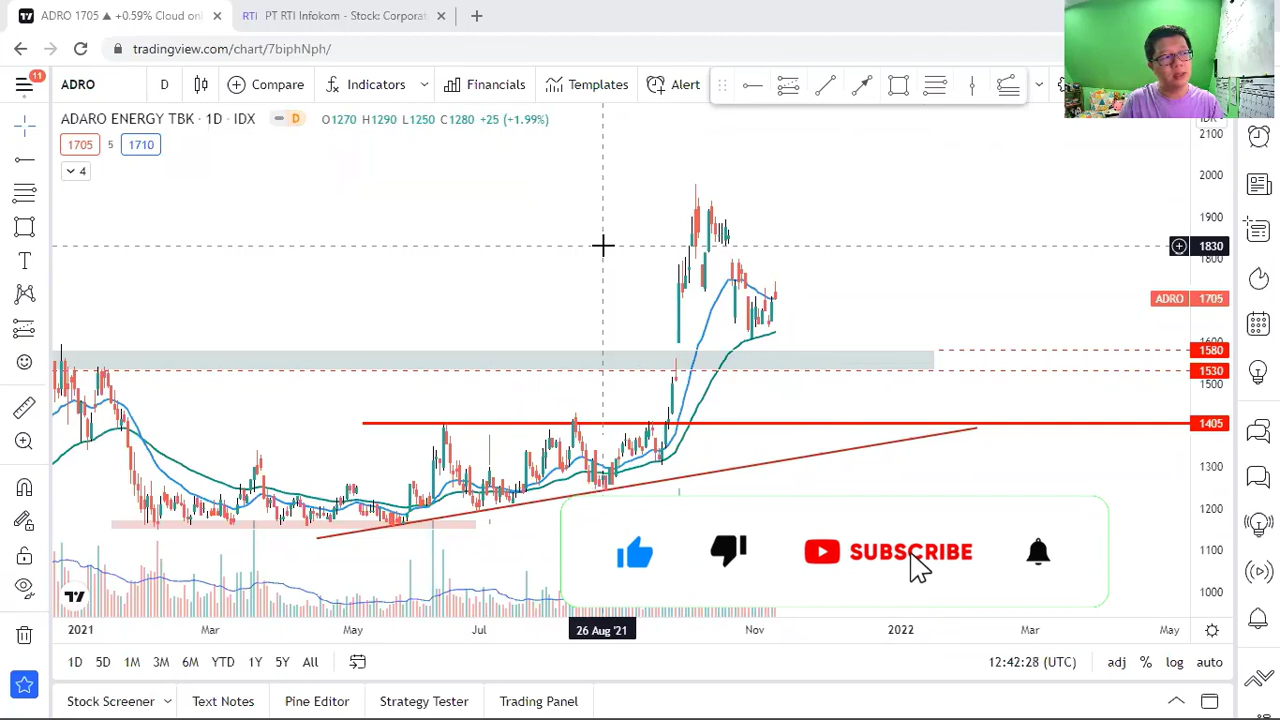 ADRO 1705 ▲ +0.59% Cloud onl
RTI PT RTI Infokom - Stock: Corporat
tradingview.com/chart/7biphNph/
11
ADRO D Compare Indicators Financials Templates Alert
ADARO ENERGY TBK · 1D · IDX D O1270 H1290 L1250 C1280 +25 (+1.99%)
1705 5 1710
4
2100
2000
1900
1830
1800
ADRO 1705
1600
1580
1530
1500
1405
1300
1200
1100
1000
SUBSCRIBE
2021 Mar May Jul 26 Aug '21 Nov 2022 Mar May
1D 5D 1M 3M 6M YTD 1Y 5Y All 12:42:28 (UTC) adj % log auto
Stock Screener Text Notes Pine Editor Strategy Tester Trading Panel